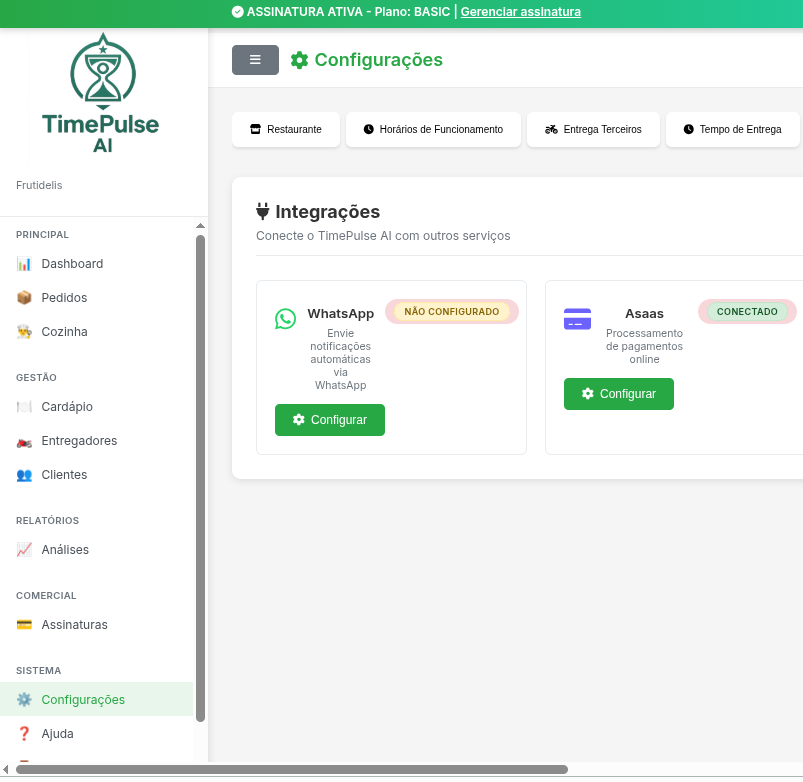 ASSINATURA ATIVA - Plano: BASIC | Gerenciar assinatura
TimePulse
AI
Frutidelis
PRINCIPAL
Dashboard
Pedidos
Cozinha
GESTÃO
Cardápio
Entregadores
Clientes
RELATÓRIOS
Análises
COMERCIAL
Assinaturas
SISTEMA
Configurações
Ajuda
Configurações
Restaurante
Horários de Funcionamento
Entrega Terceiros
Tempo de Entrega
Integrações
Conecte o TimePulse AI com outros serviços
WhatsApp
NÃO CONFIGURADO
Envie
notificações
automáticas
via
WhatsApp
Configurar
Asaas
CONECTADO
Processamento
de pagamentos
online
Configurar